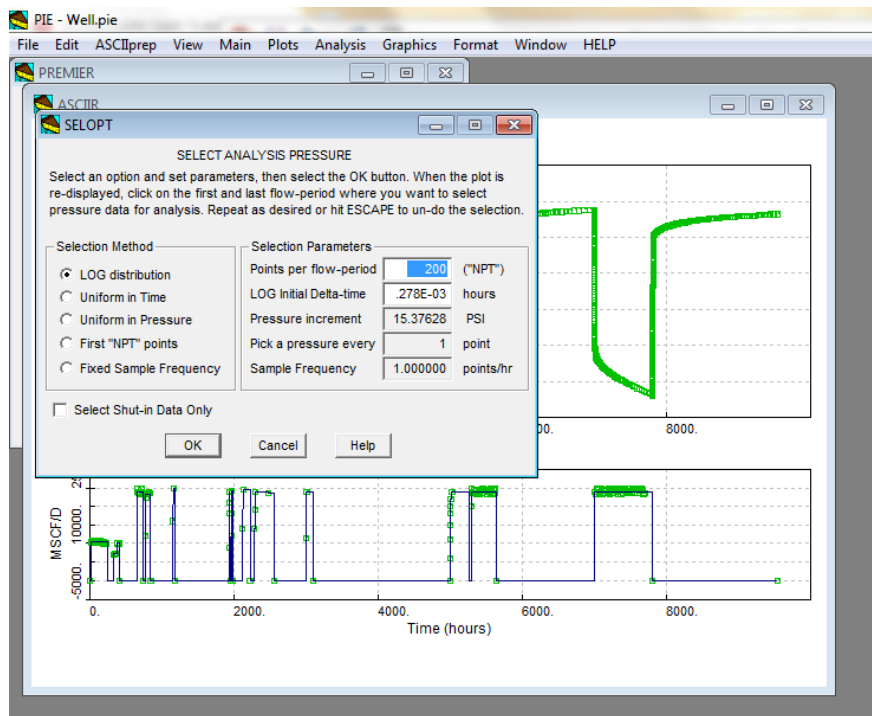 PIE - Well.pie
File Edit ASCIIprep View Main Plots Analysis Graphics Format Window HELP
PREMIER
ASCIIR
SELOPT
SELECT ANALYSIS PRESSURE
Select an option and set parameters, then select the OK button. When the plot is
re-displayed, click on the first and last flow-period where you want to select
pressure data for analysis. Repeat as desired or hit ESCAPE to un-do the selection.
Selection Method
LOG distribution
Uniform in Time
Uniform in Pressure
First "NPT" points
Fixed Sample Frequency
Selection Parameters
Points per flow-period 200 ("NPT")
LOG Initial Delta-time .278E-03 hours
Pressure increment 15.37628 PSI
Pick a pressure every 1 point
Sample Frequency 1.000000 points/hr
Select Shut-in Data Only
OK Cancel Help
8000.
MSCF/D
10000.
-5000.
0. 2000. 4000. 6000. 8000.
Time (hours)